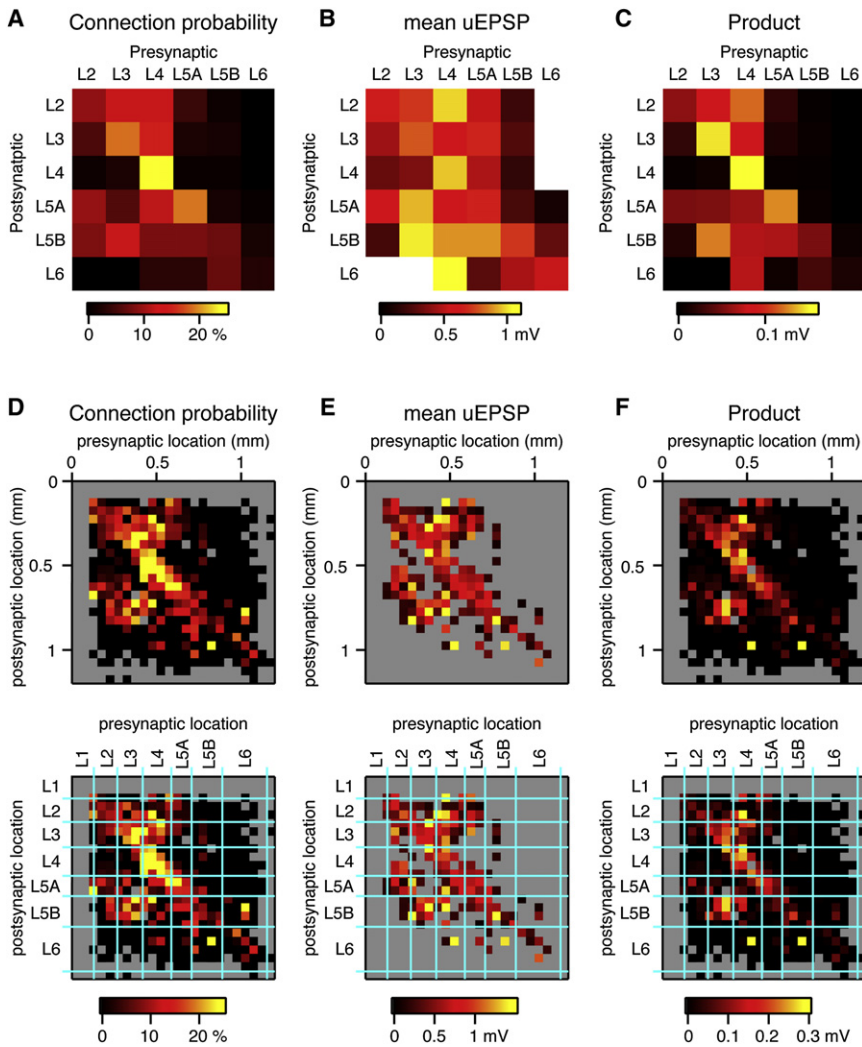 A Connection probability
Presynaptic
L2 L3 L4 L5A L5B L6
Postsynatptic
L2
L3
L4
L5A
L5B
L6
0 10 20 %
B mean uEPSP
Presynaptic
L2 L3 L4 L5A L5B L6
L2
L3
L4
L5A
L5B
L6
0 0.5 1 mV
C Product
Presynaptic
L2 L3 L4 L5A L5B L6
Postsynaptic
L2
L3
L4
L5A
L5B
L6
0 0.1 mV
D Connection probability
presynaptic location (mm)
0 0.5 1
postsynaptic location (mm)
0
0.5
1
presynaptic location
L1 L2 L3 L4 L5A L5B L6
postsynaptic location
L1
L2
L3
L4
L5A
L5B
L6
0 10 20 %
E mean uEPSP
presynaptic location (mm)
0 0.5 1
postsynaptic location (mm)
0
0.5
1
presynaptic location
L1 L2 L3 L4 L5A L5B L6
postsynaptic location
L1
L2
L3
L4
L5A
L5B
L6
0 0.5 1 mV
F Product
presynaptic location (mm)
0 0.5 1
postsynaptic location (mm)
0
0.5
1
presynaptic location
L1 L2 L3 L4 L5A L5B L6
postsynaptic location
L1
L2
L3
L4
L5A
L5B
L6
0 0.1 0.2 0.3 mV